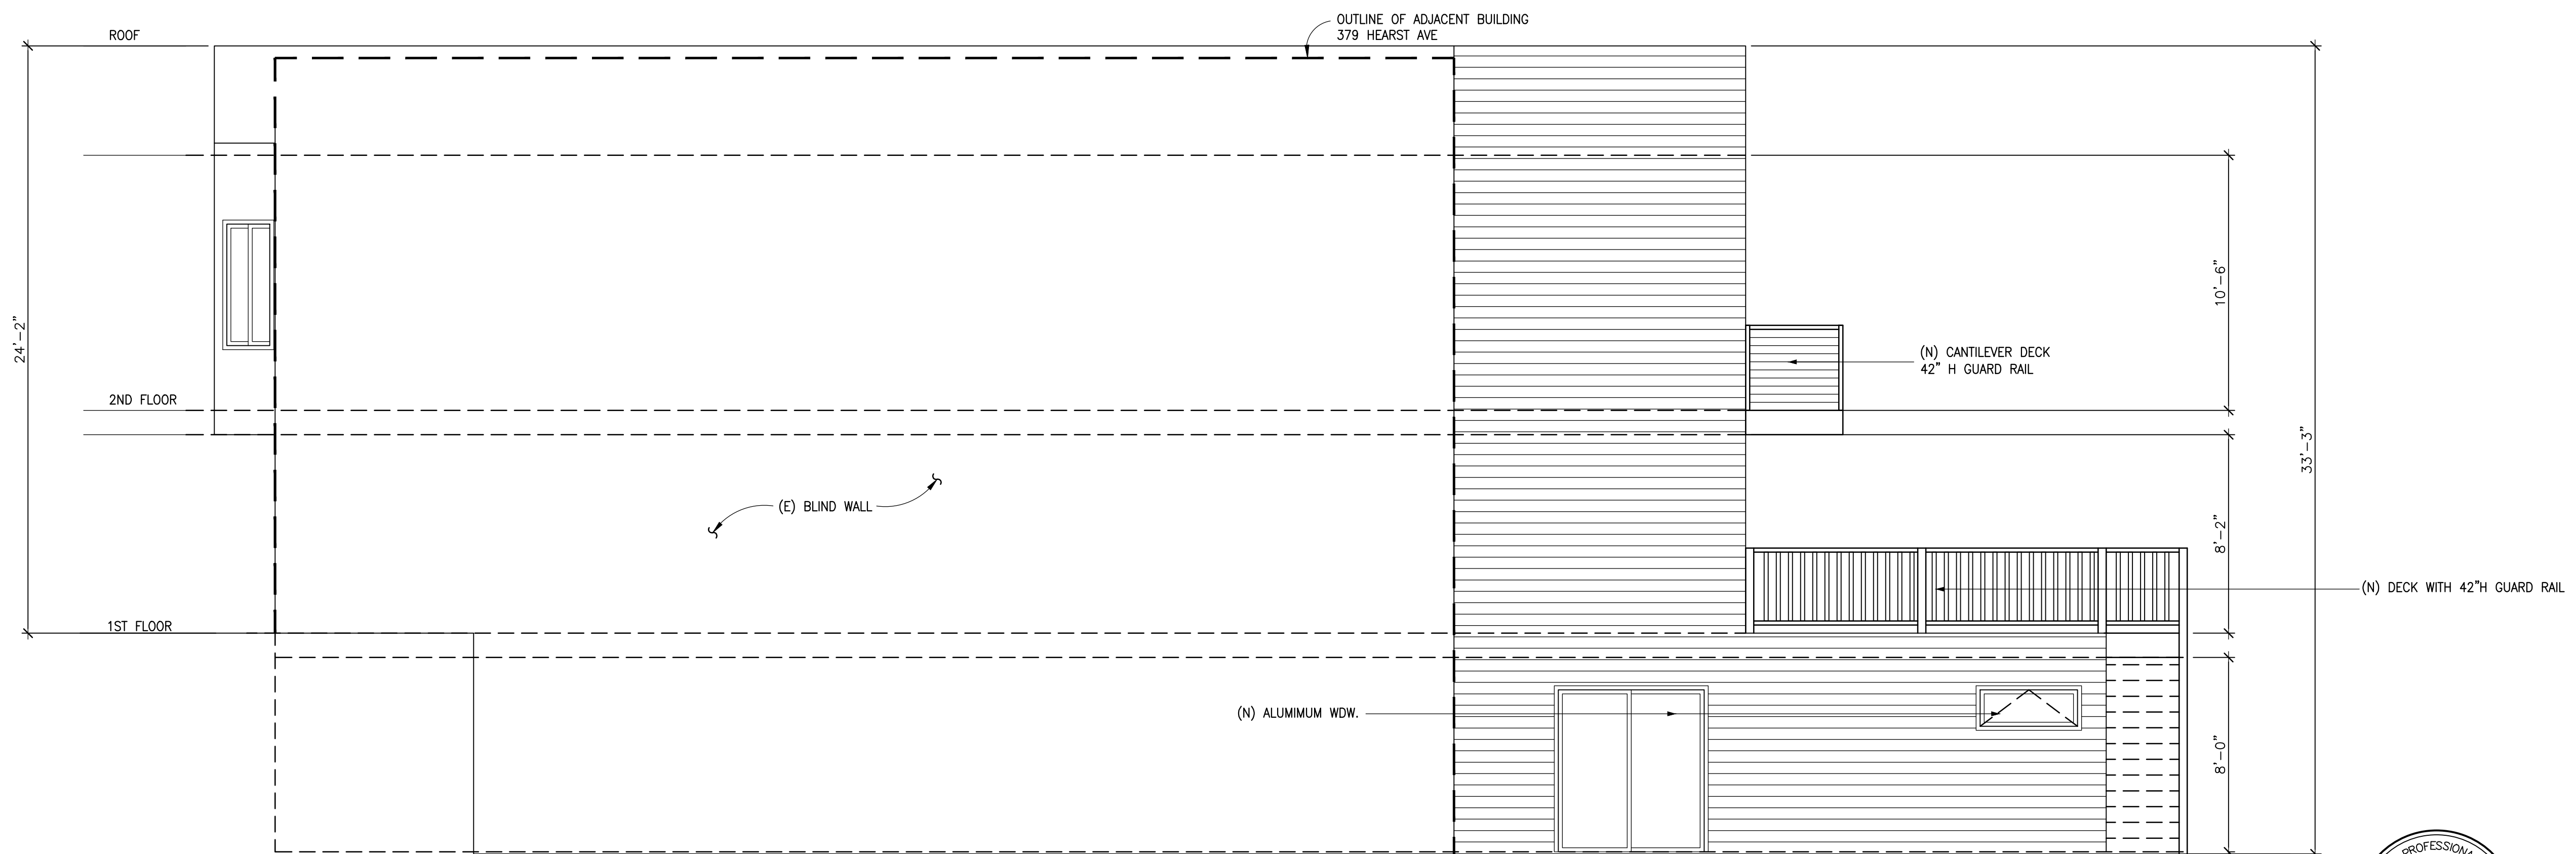 OUTLINE OF ADJACENT BUILDING
379 HEARST AVE
ROOF
24'-2"
10'-6"
(N) CANTILEVER DECK
42" H GUARD RAIL
2ND FLOOR
33'-3"
(E) BLIND WALL
8'-2"
(N) DECK WITH 42"H GUARD RAIL
1ST FLOOR
(N) ALUMIMUM WDW.
8'-0"
PROFESSIONA